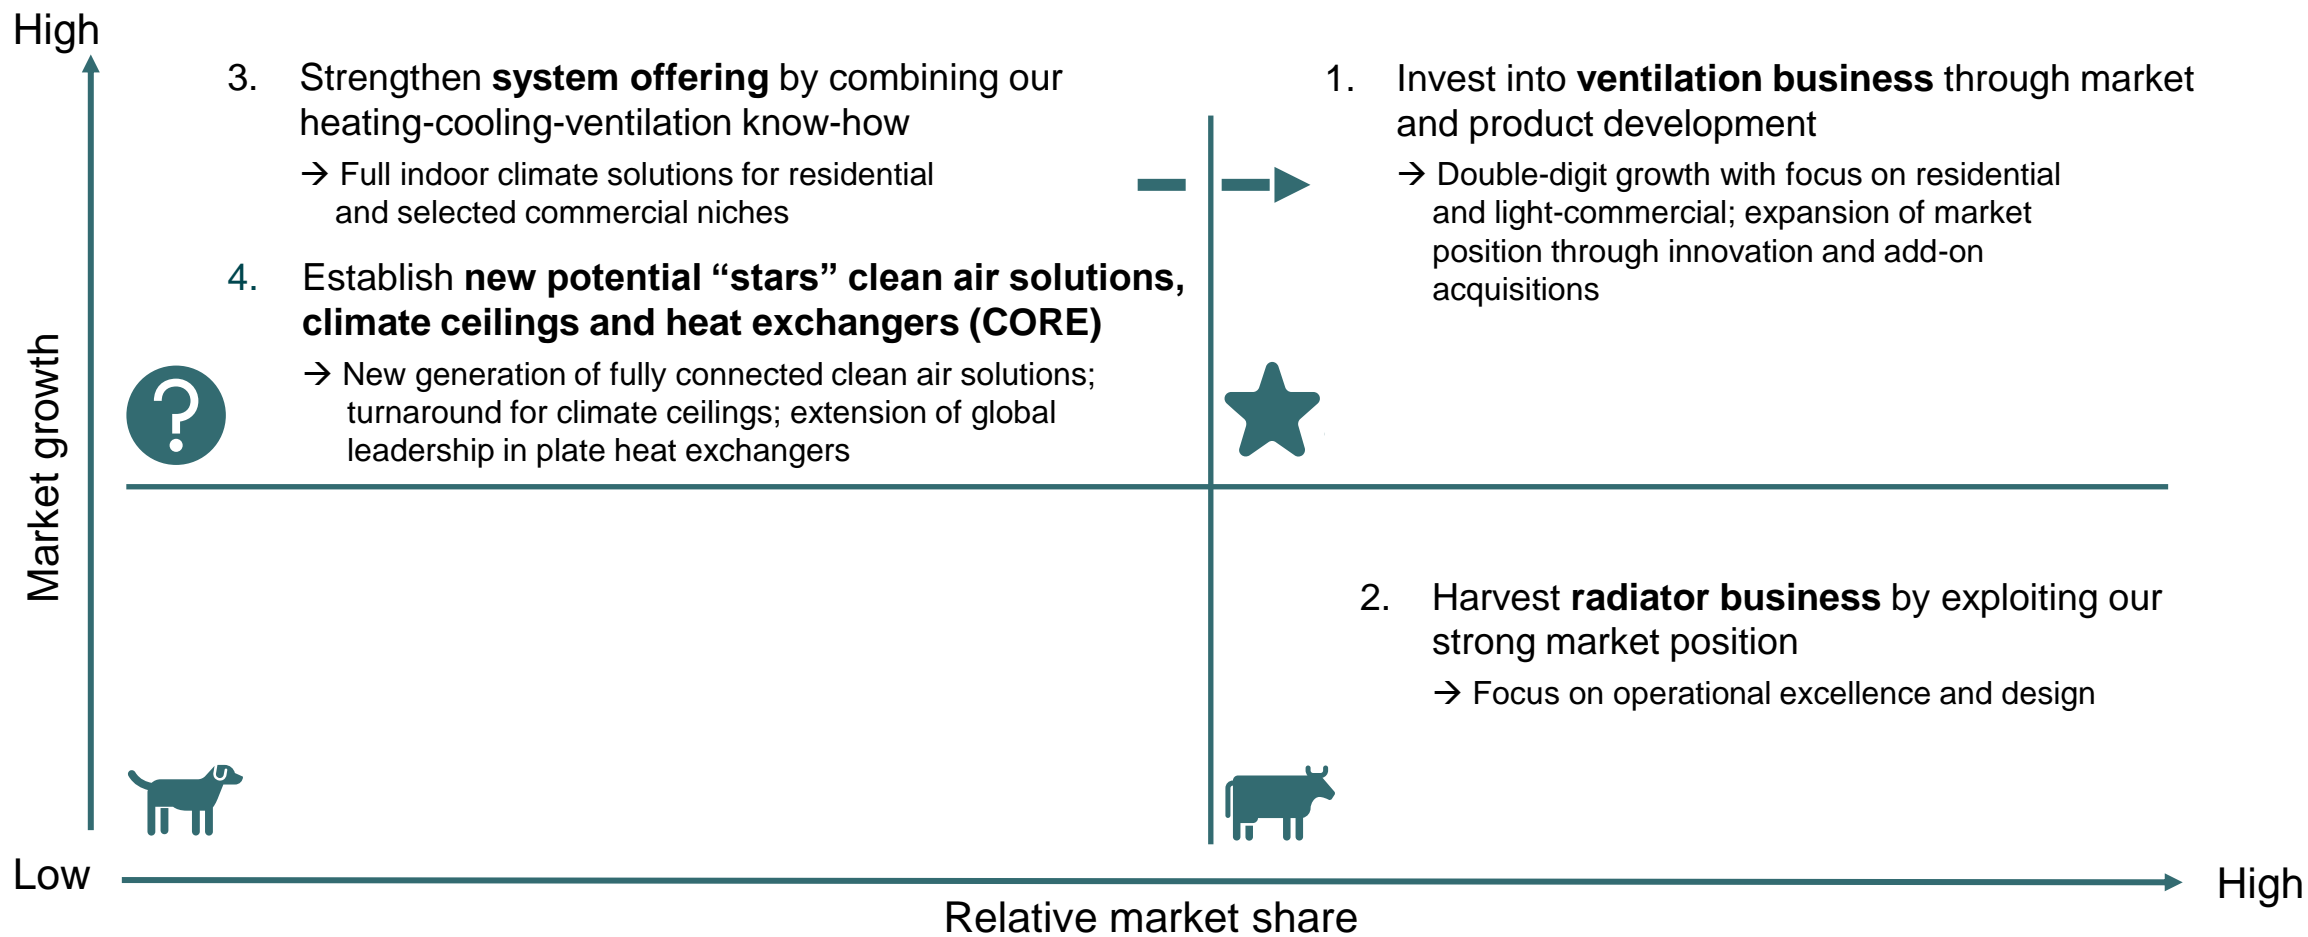 High
3. Strengthen system offering by combining our
heating-cooling-ventilation know-how
→ Full indoor climate solutions for residential
and selected commercial niches
4. Establish new potential “stars” clean air solutions,
climate ceilings and heat exchangers (CORE)
→ New generation of fully connected clean air solutions;
turnaround for climate ceilings; extension of global
leadership in plate heat exchangers
1. Invest into ventilation business through market
and product development
→ Double-digit growth with focus on residential
and light-commercial; expansion of market
position through innovation and add-on
acquisitions
?
Market growth
2. Harvest radiator business by exploiting our
strong market position
→ Focus on operational excellence and design
Low
High
Relative market share